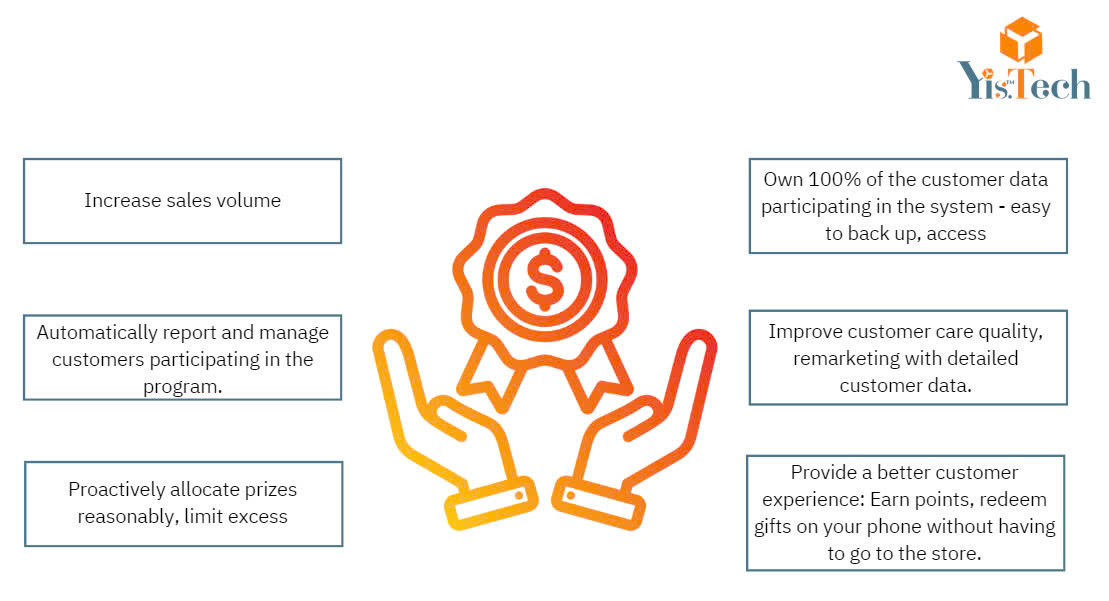 Yis.Tech
Increase sales volume
Automatically report and manage
customers participating in the
program.
Proactively allocate prizes
reasonably, limit excess
$
Own 100% of the customer data
participating in the system - easy
to back up, access
Improve customer care quality,
remarketing with detailed
customer data.
Provide a better customer
experience: Earn points, redeem
gifts on your phone without having
to go to the store.